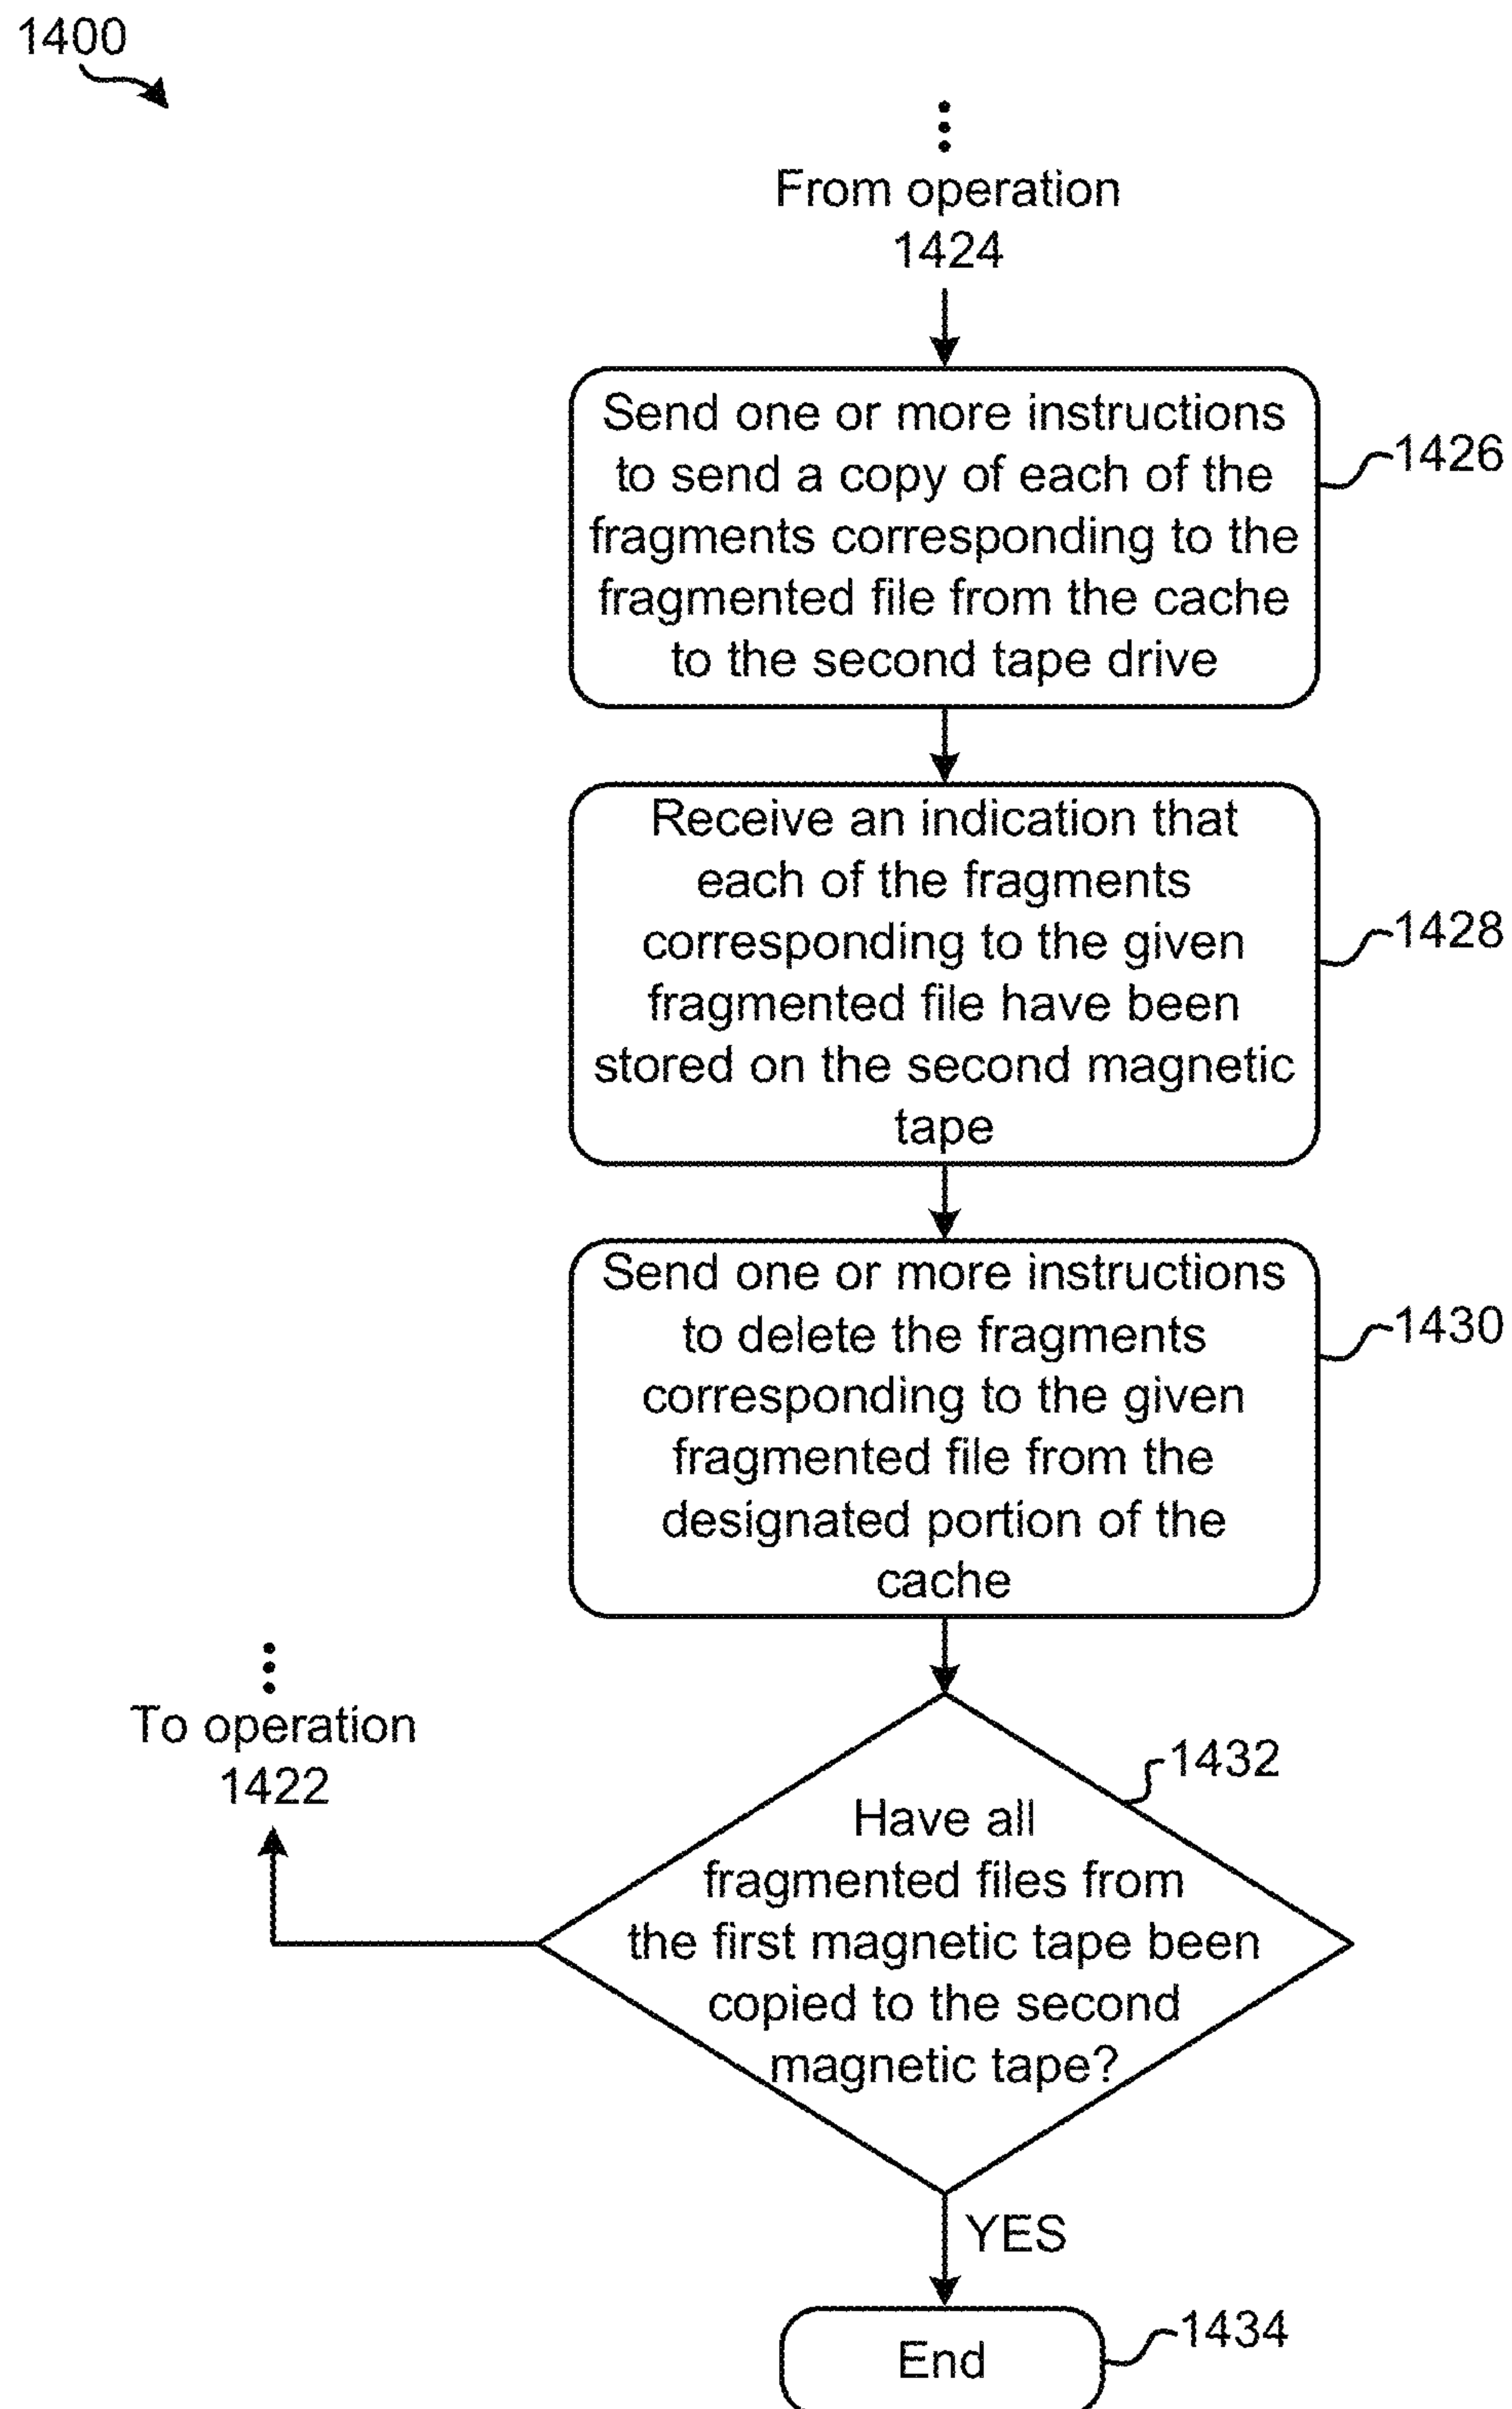 1400
From operation
1424
Send one or more instructions
to send a copy of each of the
fragments corresponding to the
fragmented file from the cache
to the second tape drive
1426
Receive an indication that
each of the fragments
corresponding to the given
fragmented file have been
stored on the second magnetic
tape
1428
Send one or more instructions
to delete the fragments
corresponding to the given
fragmented file from the
designated portion of the
cache
1430
To operation
1422
1432
Have all
fragmented files from
the first magnetic tape been
copied to the second
magnetic tape?
YES
End
1434